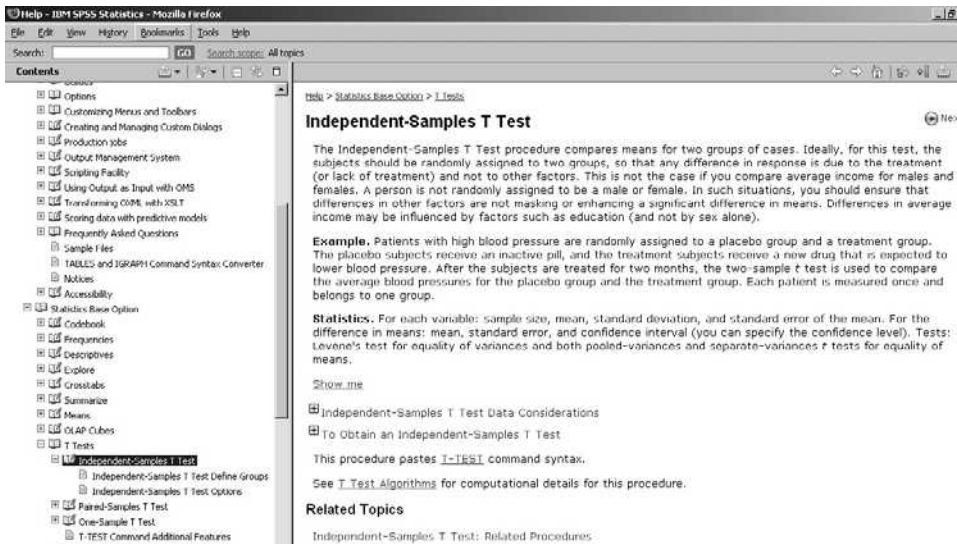 Help - IBM SPSS Statistics - Mozilla Firefox
File Edit View History Bookmarks Tools Help
Search: GO Search scope: All topics
Contents
Options
Customizing Menus and Toolbars
Creating and Managing Custom Dialogs
Production jobs
Output Management System
Scripting Facility
Using Output as Input with OMS
Transforming OXML with XSLT
Scoring data with predictive models
Frequently Asked Questions
Sample Files
TABLES and IGRAPH Command Syntax Converter
Notices
Accessibility
Statistics Base Option
Codebook
Frequencies
Descriptives
Explore
Crosstabs
Summarize
Means
OLAP Cubes
T Tests
Independent-Samples T Test
Independent-Samples T Test Define Groups
Independent-Samples T Test Options
Paired-Samples T Test
One-Sample T Test
T-TEST Command Additional Features
Help > Statistics Base Option > T Tests
Independent-Samples T Test
Nex
The Independent-Samples T Test procedure compares means for two groups of cases. Ideally, for this test, the
subjects should be randomly assigned to two groups, so that any difference in response is due to the treatment
(or lack of treatment) and not to other factors. This is not the case if you compare average income for males and
females. A person is not randomly assigned to be a male or female. In such situations, you should ensure that
differences in other factors are not masking or enhancing a significant difference in means. Differences in average
income may be influenced by factors such as education (and not by sex alone).
Example. Patients with high blood pressure are randomly assigned to a placebo group and a treatment group.
The placebo subjects receive an inactive pill, and the treatment subjects receive a new drug that is expected to
lower blood pressure. After the subjects are treated for two months, the two-sample t test is used to compare
the average blood pressures for the placebo group and the treatment group. Each patient is measured once and
belongs to one group.
Statistics. For each variable: sample size, mean, standard deviation, and standard error of the mean. For the
difference in means: mean, standard error, and confidence interval (you can specify the confidence level). Tests:
Levene's test for equality of variances and both pooled-variances and separate-variances t tests for equality of
means.
Show me
Independent-Samples T Test Data Considerations
To Obtain an Independent-Samples T Test
This procedure pastes T-TEST command syntax.
See T Test Algorithms for computational details for this procedure.
Related Topics
Independent-Samples T Test: Related Procedures